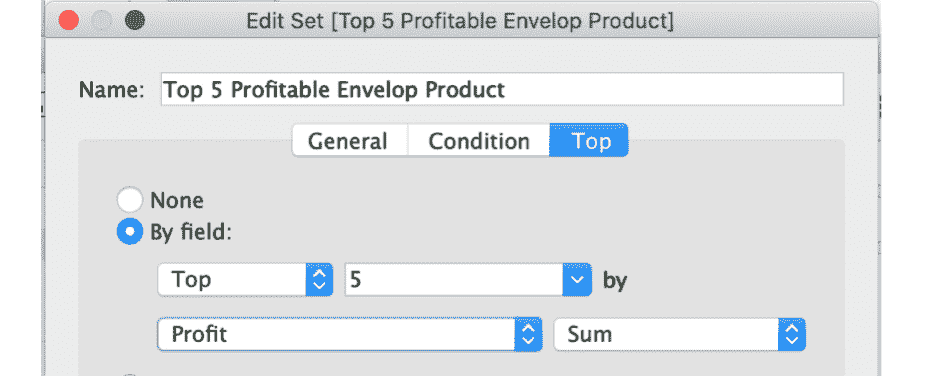 Edit Set [Top 5 Profitable Envelop Product]
Name: Top 5 Profitable Envelop Product
General Condition Top
None
By field:
Top 5 by
Profit Sum